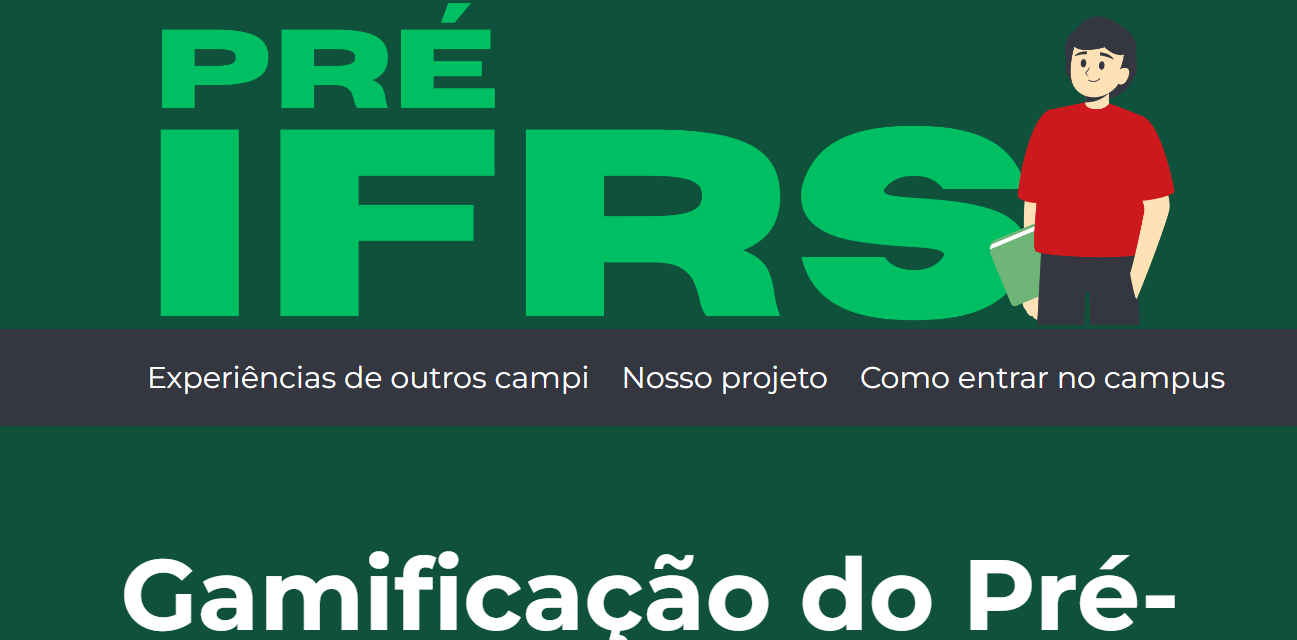 PRÉ
IFRS
Experiências de outros campi Nosso projeto Como entrar no campus
Gamificação do Pré-